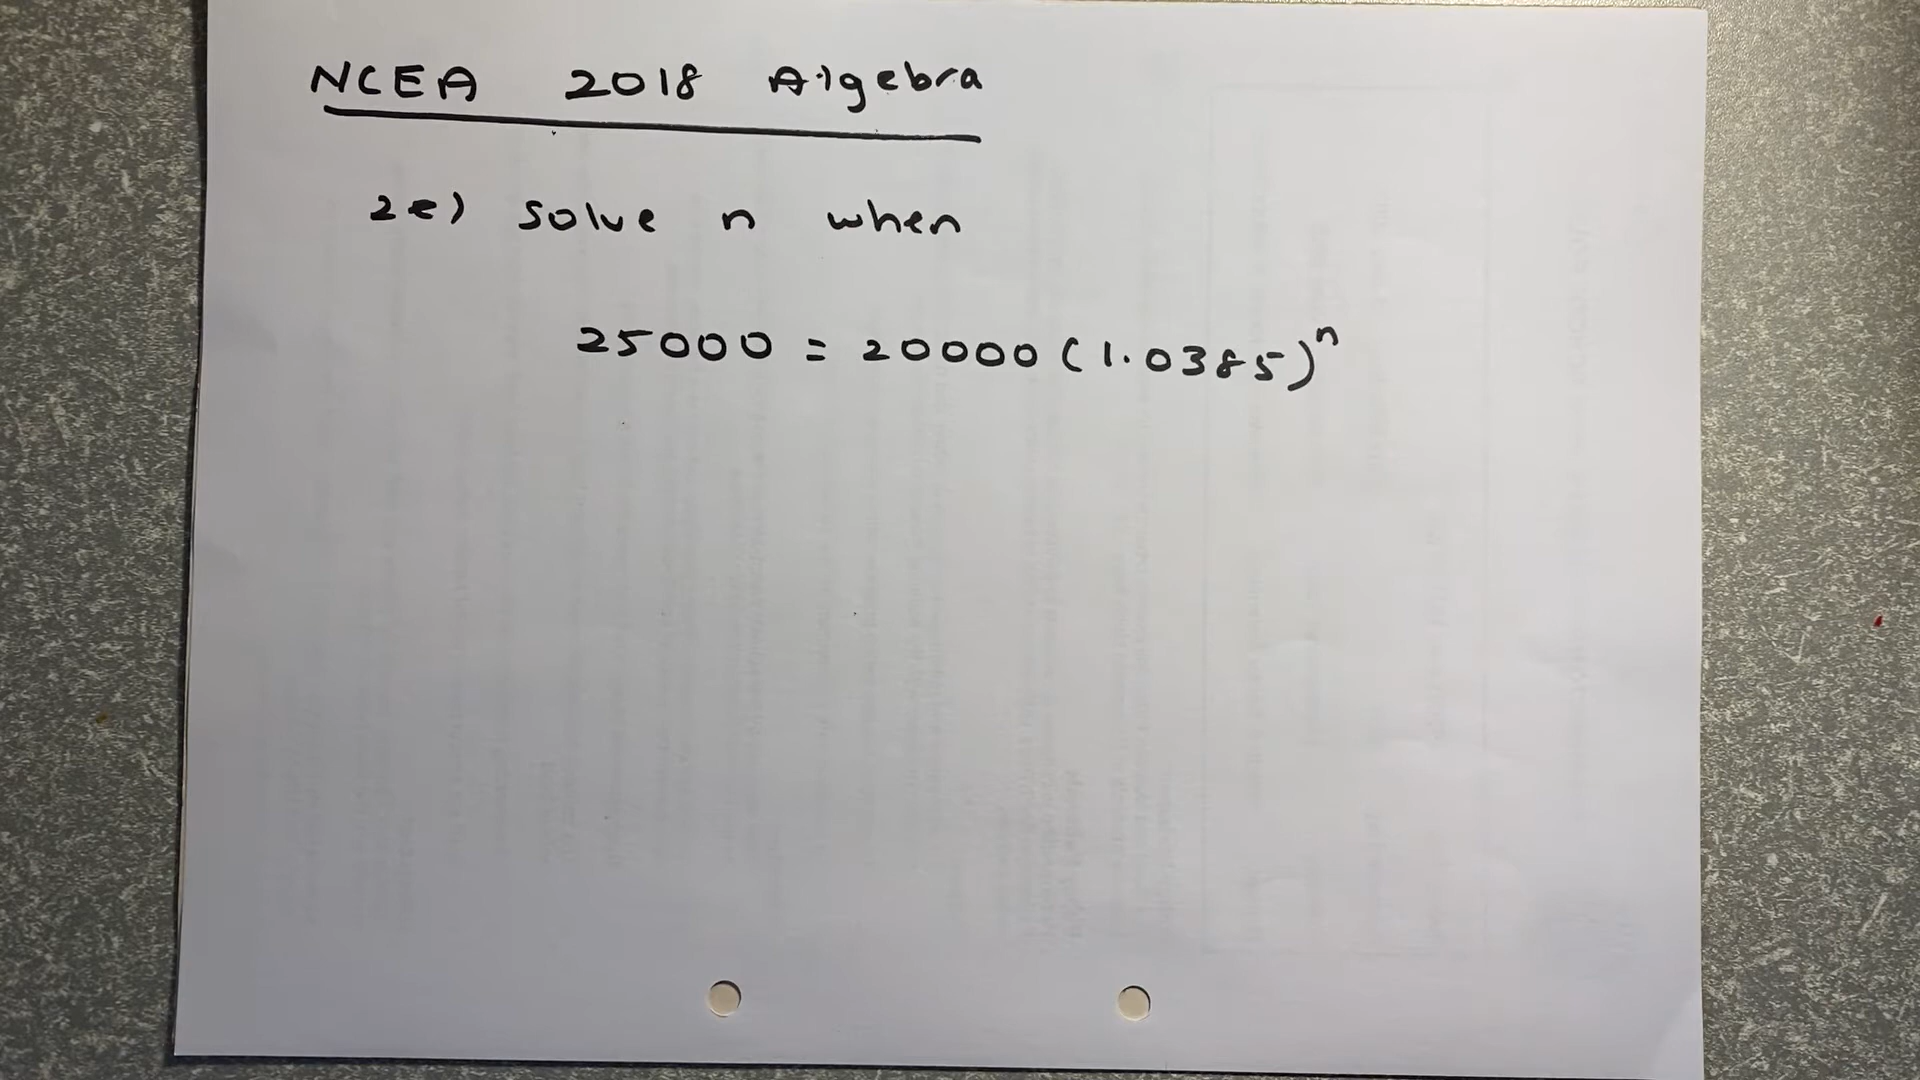 NCEA 2018 Algebra
2e) solve n when
25000 = 20000 (1.0385)ⁿ